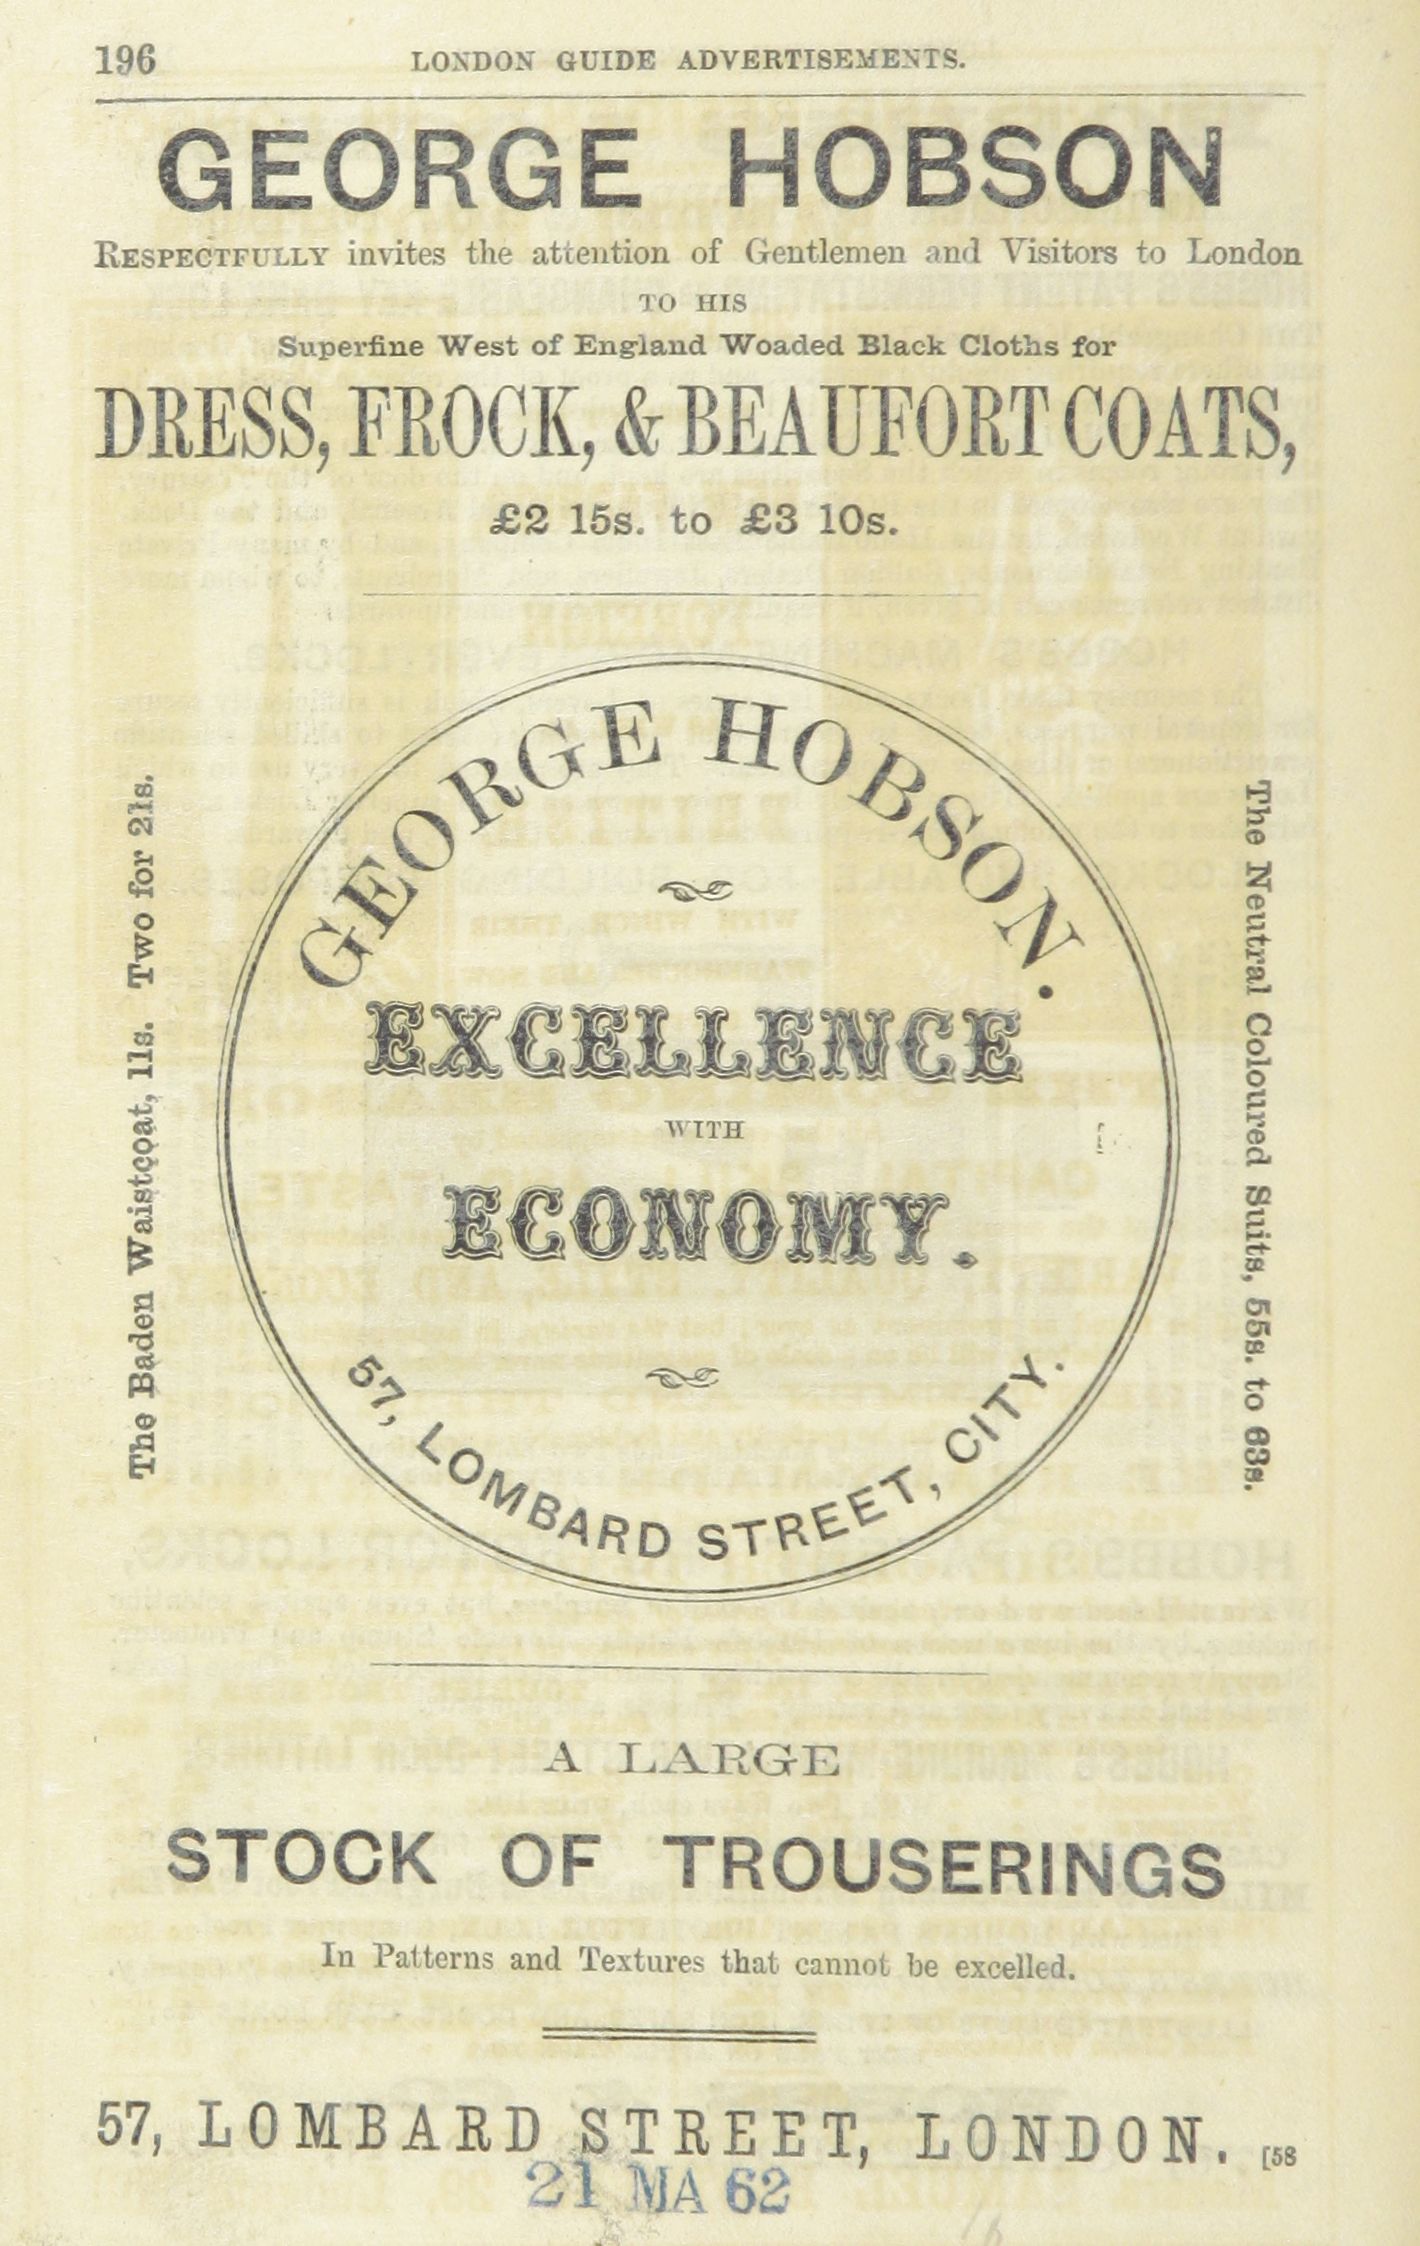 196
LONDON GUIDE ADVERTISEMENTS.
GEORGE HOBSON
RESPECTFULLY invites the attention of Gentlemen and Visitors to London
TO HIS
Superfine West of England Woaded Black Cloths for
DRESS, FROCK, & BEAUFORT COATS,
£2 15s. to £3 10s.
The Baden Waistcoat, 11s. Two for 21s.
GEORGE HOBSON.
EXCELLENCE
WITH
ECONOMY.
57, LOMBARD STREET, CITY.
The Neutral Coloured Suits, 55s. to 63s.
A LARGE
STOCK OF TROUSERINGS
In Patterns and Textures that cannot be excelled.
57, LOMBARD STREET, LONDON. [58
21 MA 62